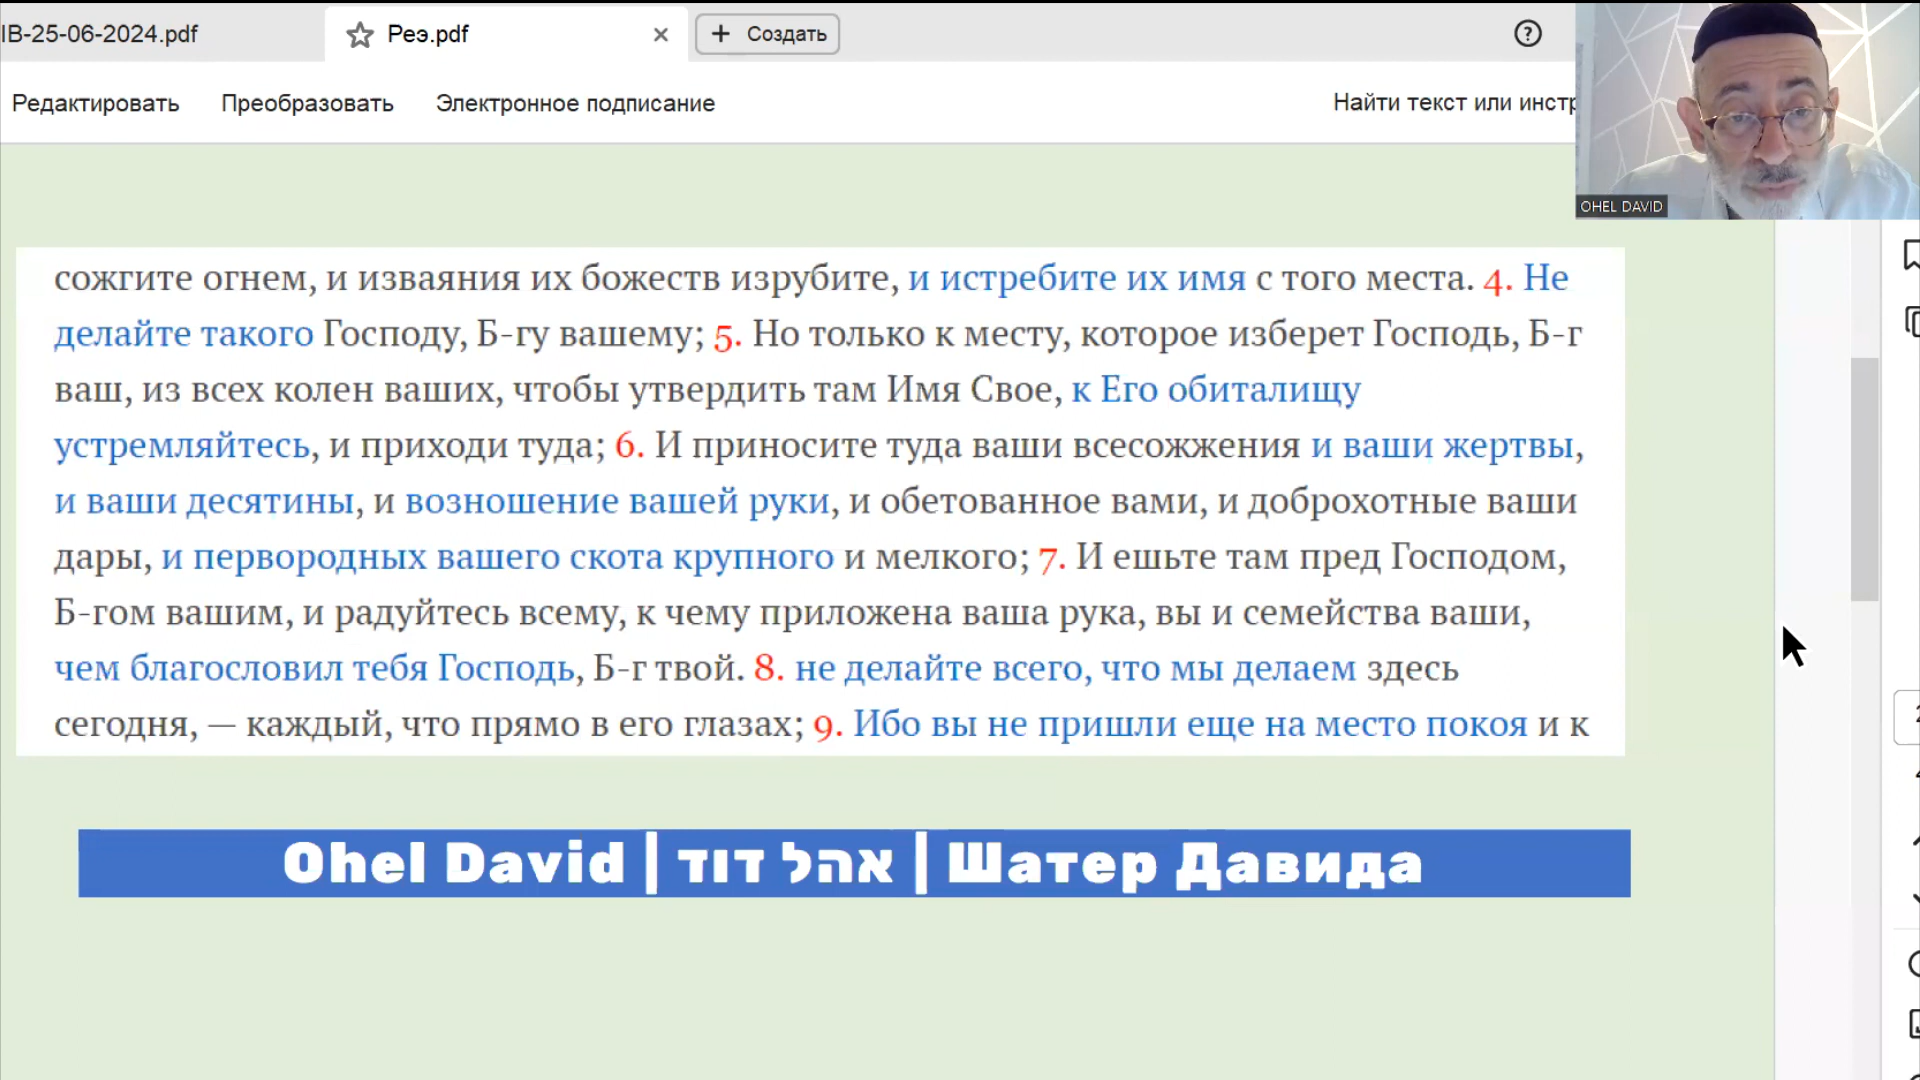 IB-25-06-2024.pdf
Реэ.pdf
Создать
Редактировать Преобразовать Электронное подписание
Найти текст или
OHEL DAVID
сожгите огнем, и изваяния их божеств изрубите, и истребите их имя с того места. 4. Не
делайте такого Господу, Б-гу вашему; 5. Но только к месту, которое изберет Господь, Б-г
ваш, из всех колен ваших, чтобы утвердить там Имя Свое, к Его обиталищу
устремляйтесь, и приходи туда; 6. И приносите туда ваши всесожжения и ваши жертвы,
и ваши десятины, и возношение вашей руки, и обетованное вами, и доброхотные ваши
дары, и первородных вашего скота крупного и мелкого; 7. И ешьте там пред Господом,
Б-гом вашим, и радуйтесь всему, к чему приложена ваша рука, вы и семейства ваши,
чем благословил тебя Господь, Б-г твой. 8. не делайте всего, что мы делаем здесь
сегодня, — каждый, что прямо в его глазах; 9. Ибо вы не пришли еще на место покоя и к
Ohel David | אהל דוד | Шатер Давида